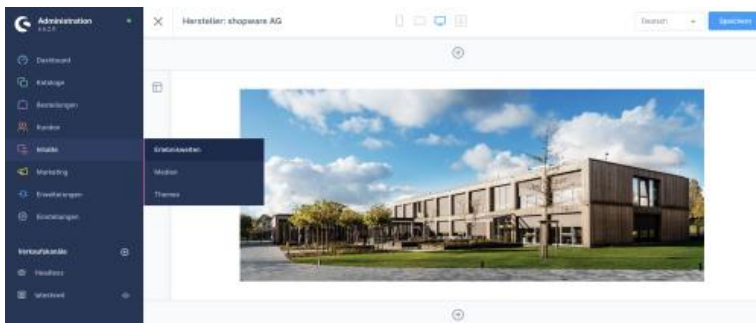 Administration
Hersteller: shopware AG
Deutsch
Speichern
Dashboard
Kataloge
Bestellungen
Kunden
Inhalte
Erlebniswelten
Marketing
Medien
Erweiterungen
Themes
Einstellungen
Verkaufskanäle
Headless